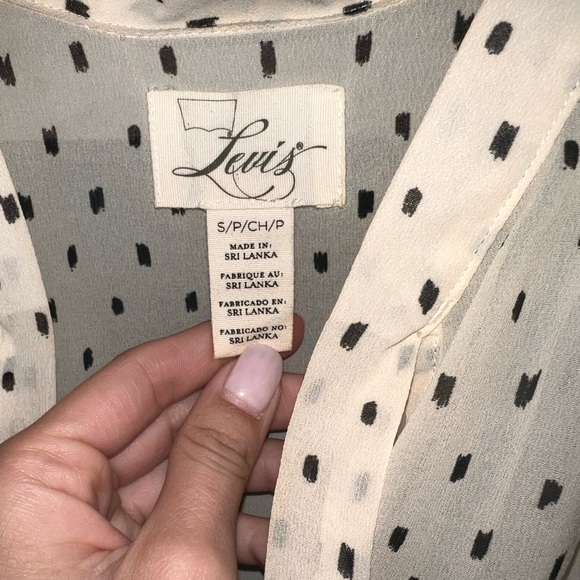 Levi's®
S/P/CH/P
MADE IN:
SRI LANKA
FABRIQUE AU:
SRI LANKA
FABRICADO EN:
SRI LANKA
FABRICADO NO:
SRI LANKA